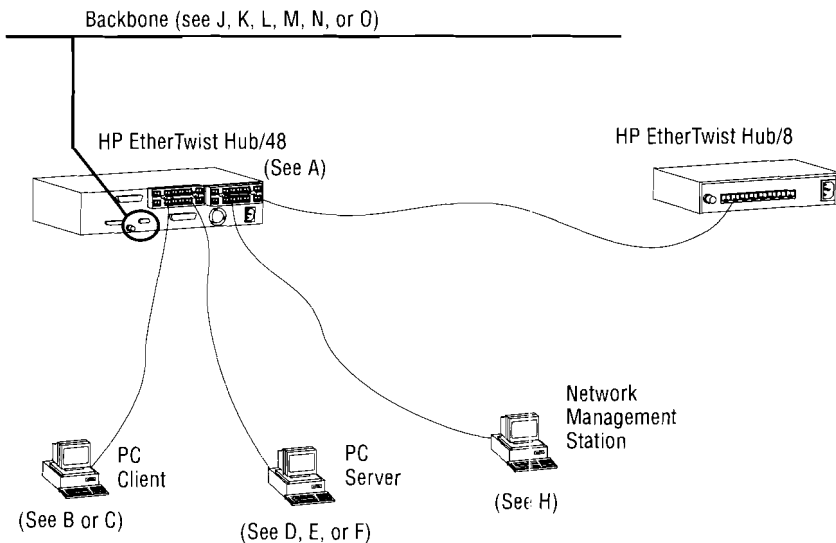 Backbone (see J, K, L, M, N, or O)
HP EtherTwist Hub/48
(See A)
HP EtherTwist Hub/8
PC
Client
(See B or C)
PC
Server
(See D, E, or F)
Network
Management
Station
(See H)